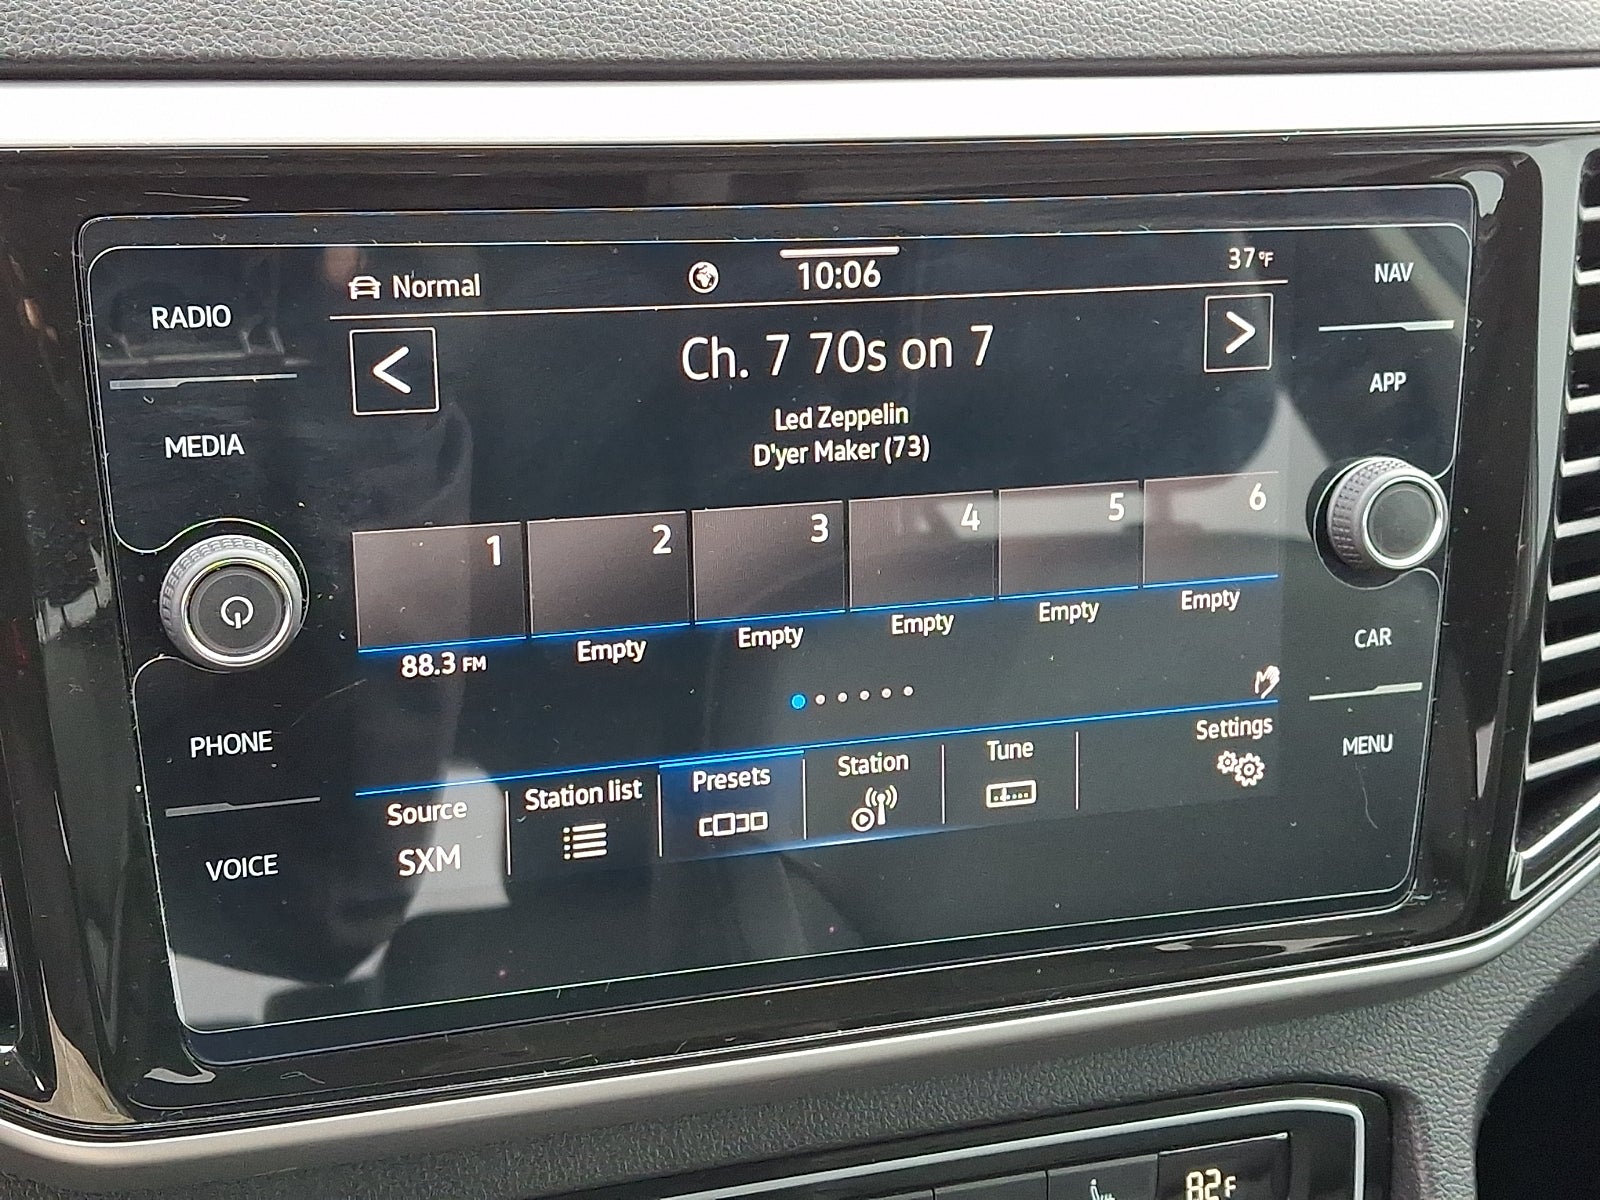 RADIO
MEDIA
PHONE
VOICE
Normal
10:06
37°F
<
Ch. 7 70s on 7
>
Led Zeppelin
D'yer Maker (73)
1
2
3
4
5
6
88.3 FM
Empty
Empty
Empty
Empty
Empty
Source
SXM
Station list
Presets
Station
Tune
Settings
NAV
APP
CAR
MENU
82°F